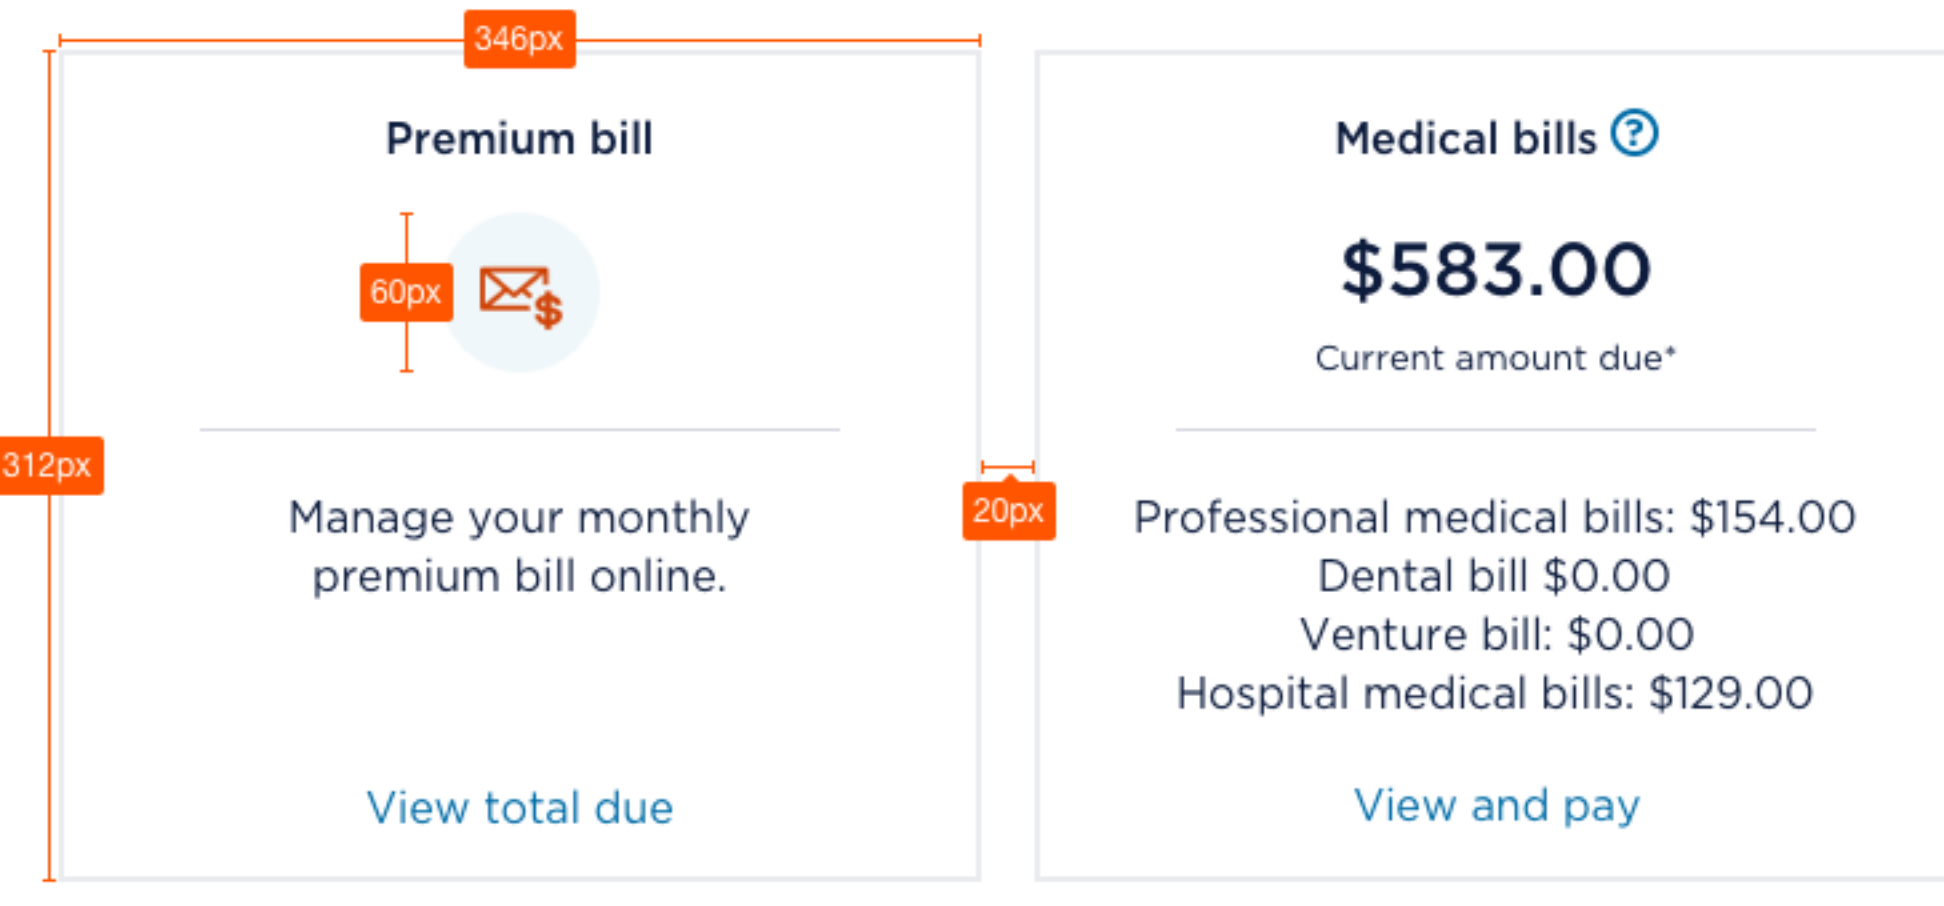 346px
Premium bill
60px
312px
Manage your monthly
premium bill online.
View total due
20px
Medical bills ?
$583.00
Current amount due*
Professional medical bills: $154.00
Dental bill $0.00
Venture bill: $0.00
Hospital medical bills: $129.00
View and pay